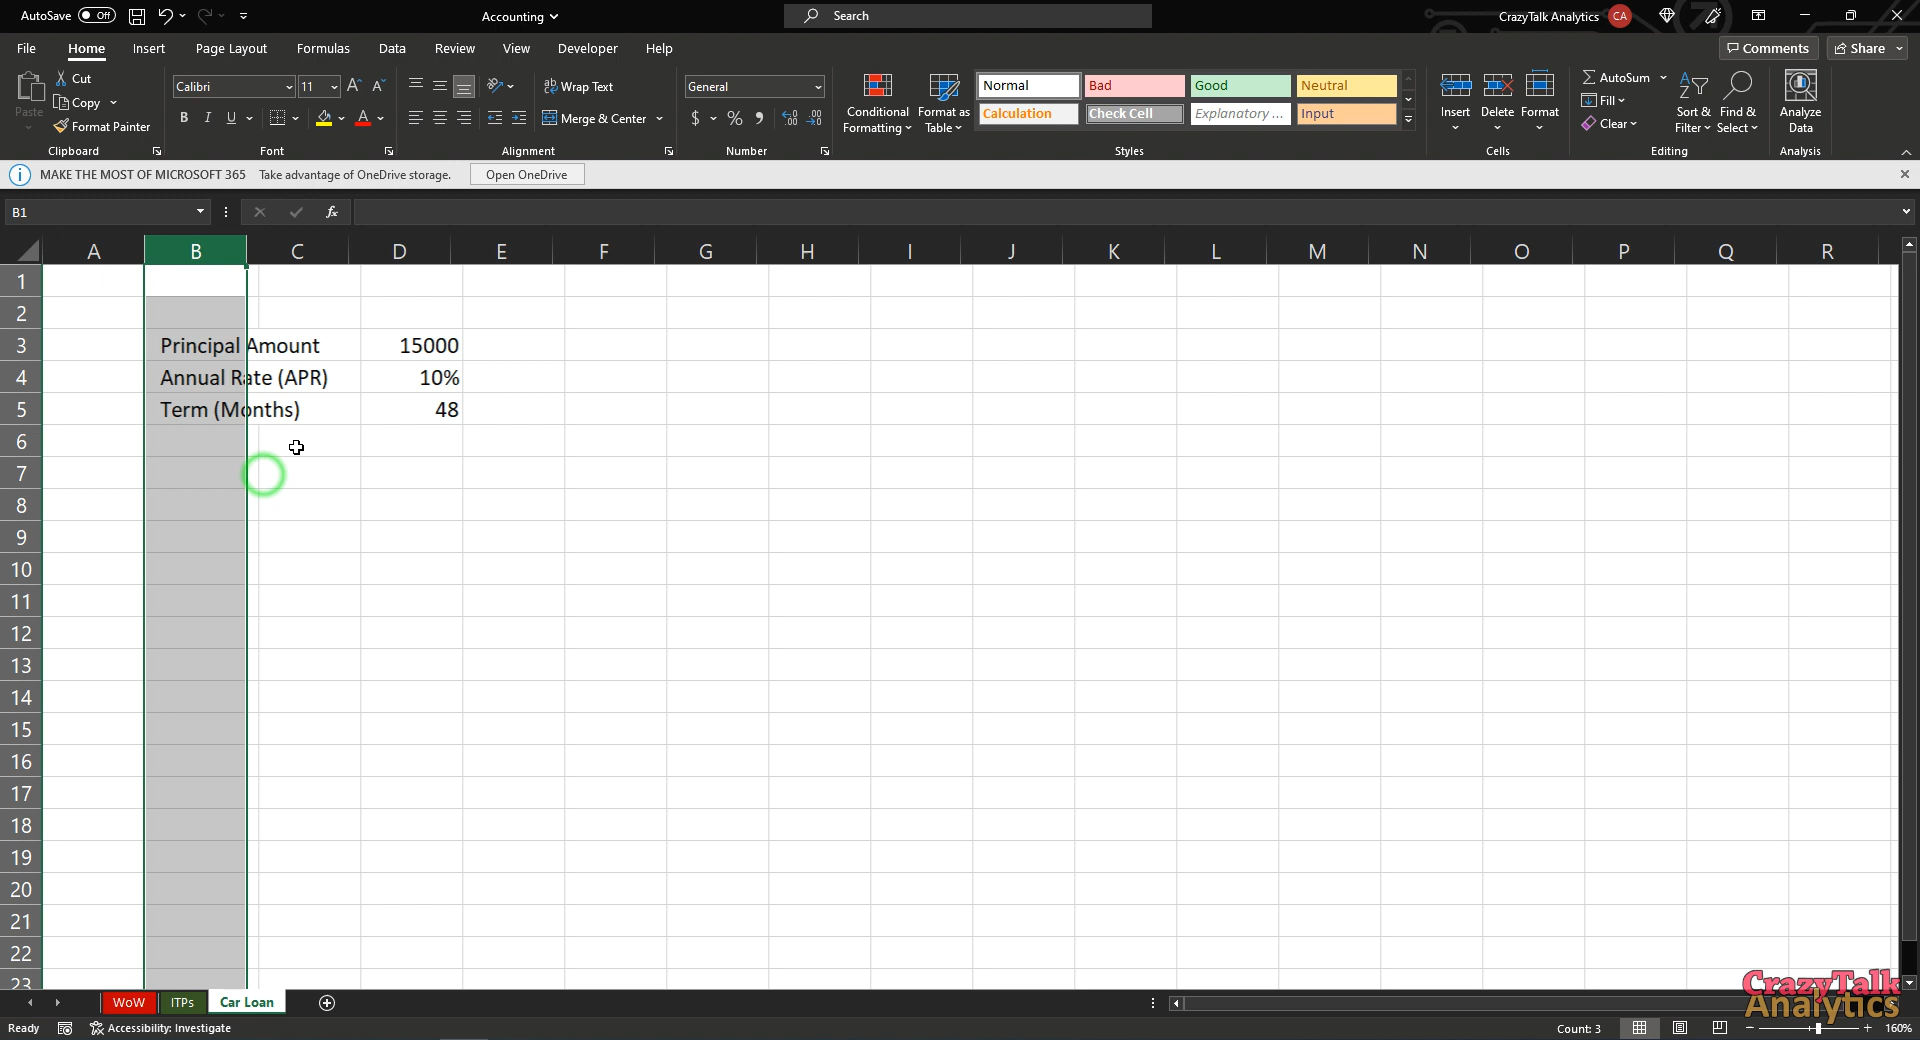 AutoSave Off Accounting Search CrazyTalk Analytics CA
File Home Insert Page Layout Formulas Data Review View Developer Help Comments Share
Paste Cut Copy Format Painter Clipboard
Calibri 11 B I U A Font
ab Wrap Text Merge & Center Alignment
General $ % 9 Number
Conditional Formatting Format as Table
Normal Bad Good Neutral
Calculation Check Cell Explanatory ... Input
Styles
Insert Delete Format Cells
AutoSum Fill Clear Sort & Filter Find & Select Editing
Analyze Data Analysis
MAKE THE MOST OF MICROSOFT 365 Take advantage of OneDrive storage. Open OneDrive
B1 fx
A B C D E F G H I J K L M N O P Q R
1
2
3 Principal Amount 15000
4 Annual Rate (APR) 10%
5 Term (Months) 48
6
7
8
9
10
11
12
13
14
15
16
17
18
19
20
21
22
23
WoW ITPs Car Loan
CrazyTalk
Analytics
Ready Accessibility: Investigate Count: 3 160%